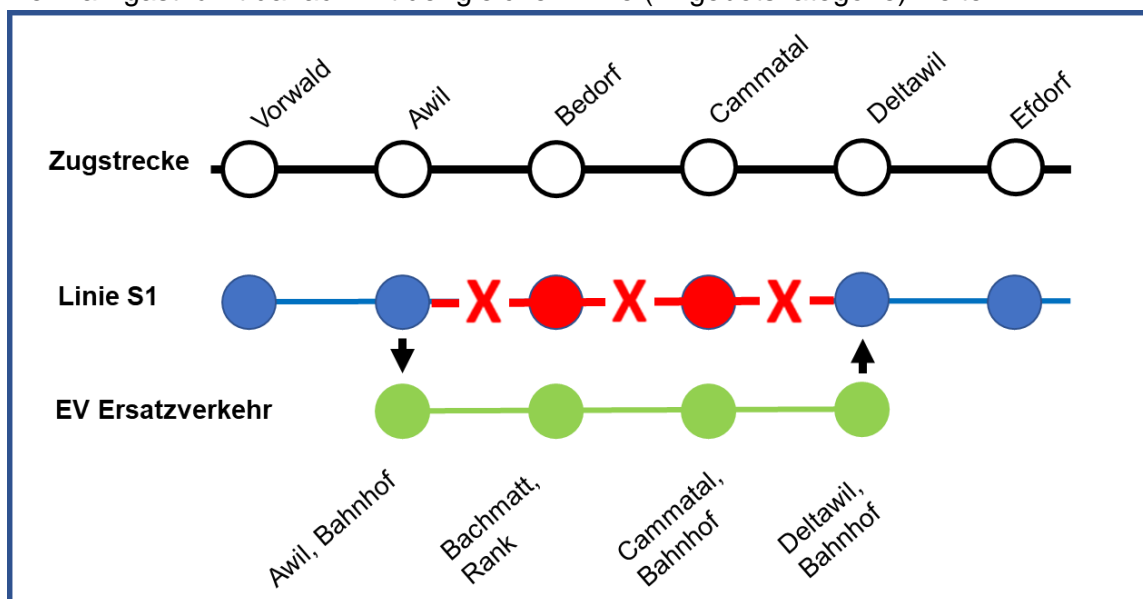 Vorwald
Awil
Bedorf
Cammatal
Deltawil
Efdorf
Zugstrecke
Linie S1
X X X
EV Ersatzverkehr
Awil, Bahnhof
Bachmatt,
Rank
Cammatal,
Bahnhof
Deltawil,
Bahnhof